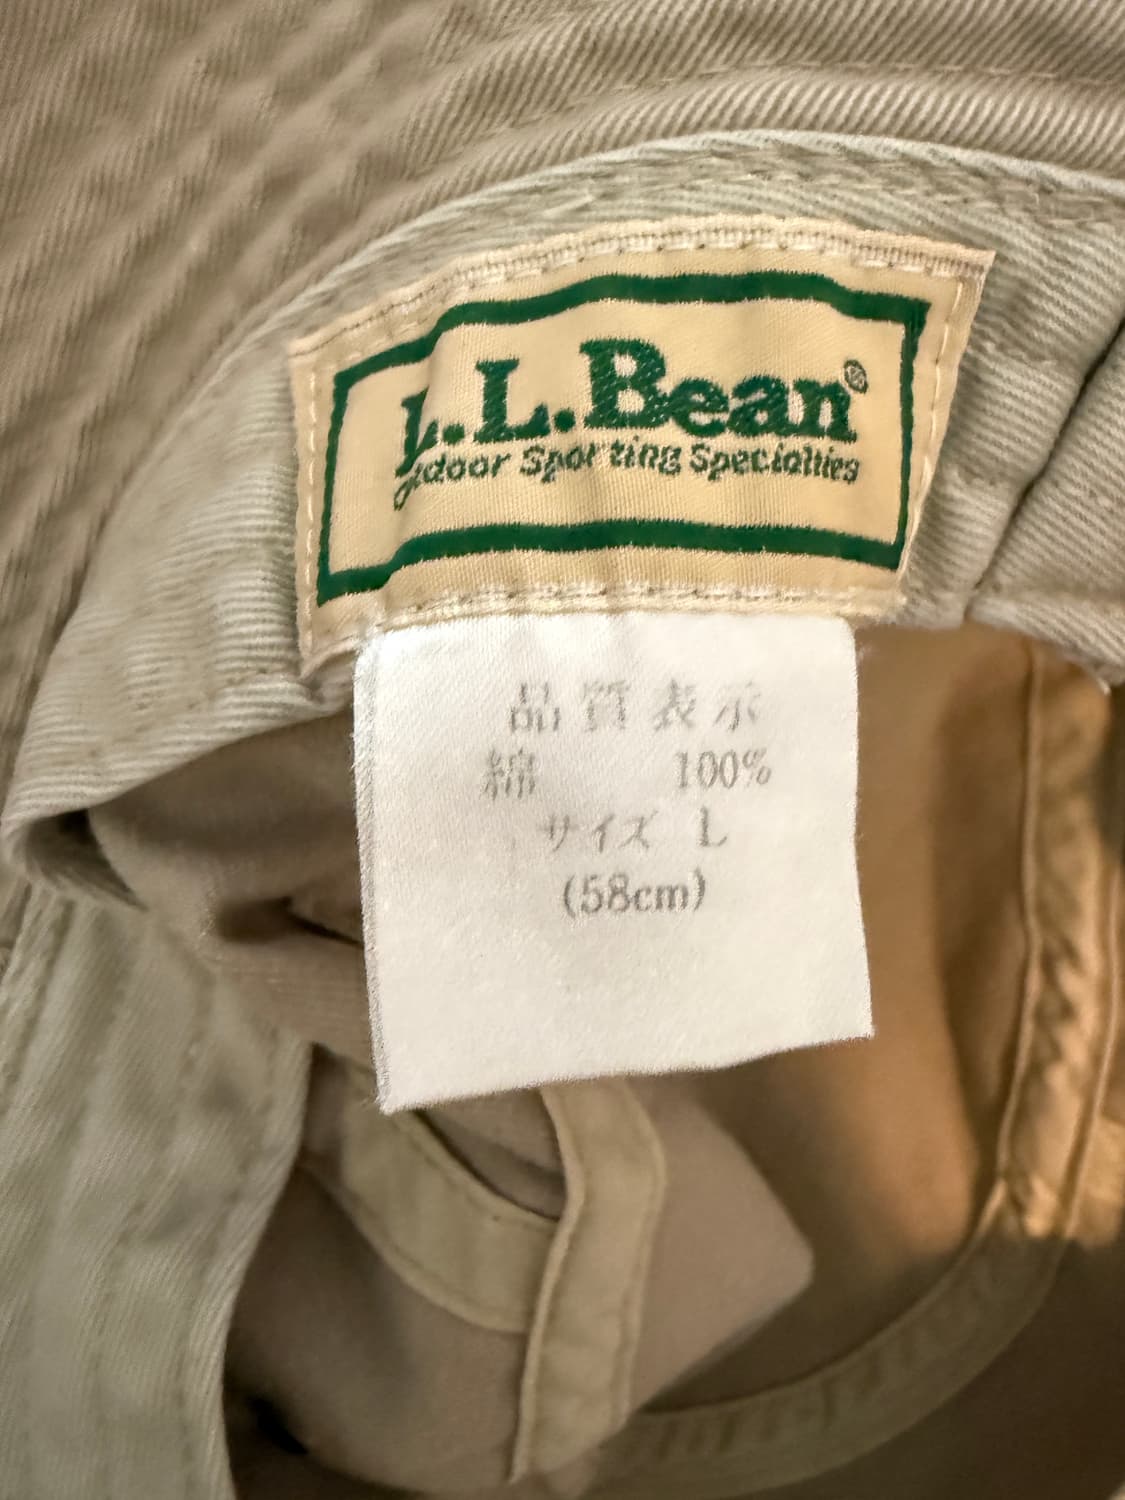 L.L.Bean®
Outdoor Sporting Specialties
品質表示
綿 100%
サイズ L
(58cm)